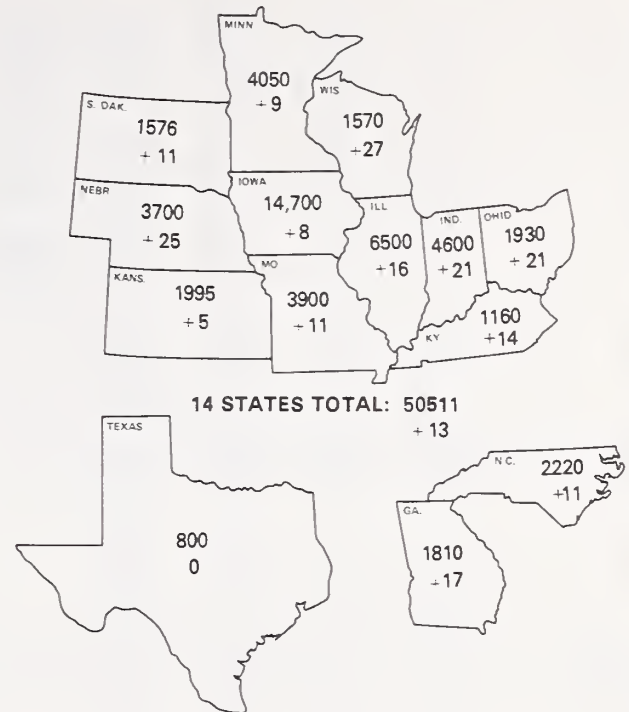 MINN
4050
+ 9
S. DAK.
1576
+ 11
WIS
1570
+27
NEBR
3700
+ 25
IOWA
14,700
+ 8
ILL
6500
+16
IND.
4600
+21
OHIO
1930
+ 21
KANS.
1995
+ 5
MO
3900
+ 11
KY
1160
+14
14 STATES TOTAL: 50511
+ 13
TEXAS
800
0
N.C.
2220
+11
GA.
1810
+17